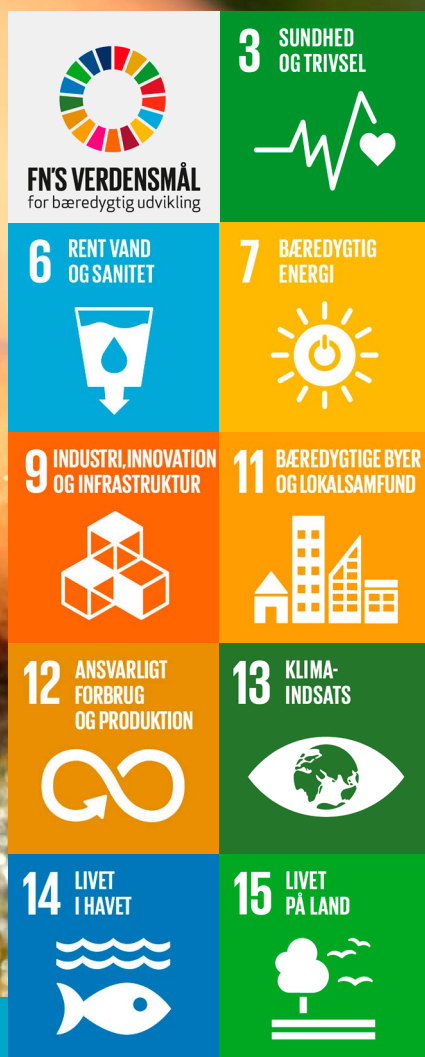 FN'S VERDENSMÅL
for bæredygtig udvikling
3 SUNDHED
OG TRIVSEL
6 RENT VAND
OG SANITET
7 BÆREDYGTIG
ENERGI
9 INDUSTRI, INNOVATION
OG INFRASTRUKTUR
11 BÆREDYGTIGE BYER
OG LOKALSAMFUND
12 ANSVARLIGT
FORBRUG
OG PRODUKTION
13 KLIMA-
INDSATS
14 LIVET
I HAVET
15 LIVET
PÅ LAND